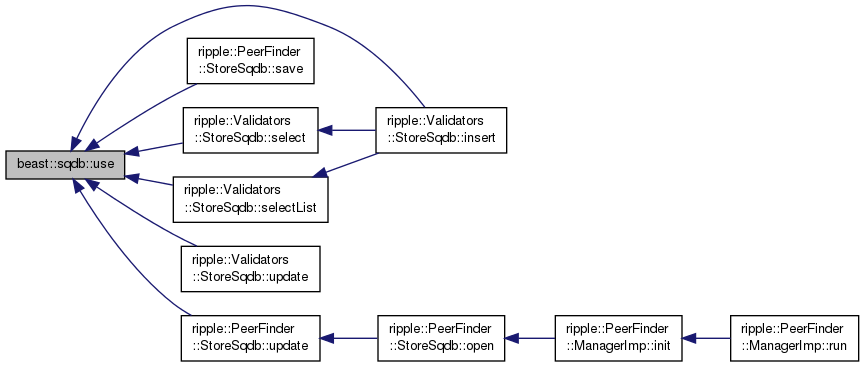 ripple::PeerFinder
::StoreSqdb::save
ripple::Validators
::StoreSqdb::select
ripple::Validators
::StoreSqdb::insert
beast::sqdb::use
ripple::Validators
::StoreSqdb::selectList
ripple::Validators
::StoreSqdb::update
ripple::PeerFinder
::StoreSqdb::update
ripple::PeerFinder
::StoreSqdb::open
ripple::PeerFinder
::ManagerImp::init
ripple::PeerFinder
::ManagerImp::run